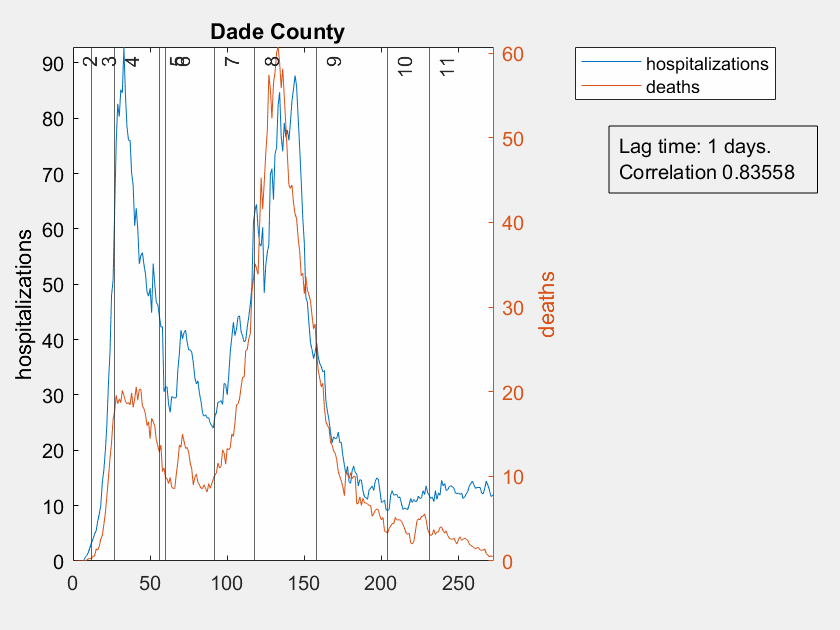 Dade County
hospitalizations
deaths
Lag time: 1 days.
Correlation 0.83558
2 3 4 5 6 7 8 9 10 11
90
80
70
60
50
40
30
20
10
0
hospitalizations
60
50
40
30
20
10
0
deaths
0 50 100 150 200 250